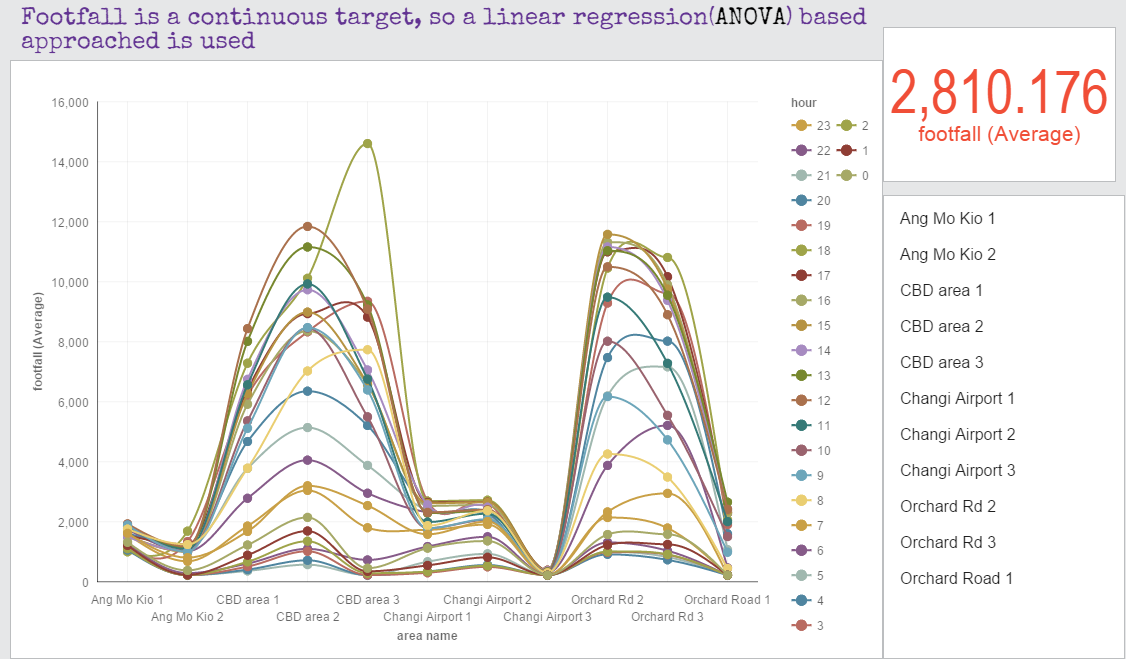 Footfall is a continuous target, so a linear regression(ANOVA) based
approached is used
2,810.176
footfall (Average)
16,000
14,000
12,000
10,000
8,000
6,000
4,000
2,000
0
footfall (Average)
Ang Mo Kio 1
Ang Mo Kio 2
CBD area 1
CBD area 2
CBD area 3
Changi Airport 1
Changi Airport 2
Changi Airport 3
Orchard Rd 2
Orchard Rd 3
Orchard Road 1
area name
hour
23 2
22 1
21 0
20
19
18
17
16
15
14
13
12
11
10
9
8
7
6
5
4
3
Ang Mo Kio 1
Ang Mo Kio 2
CBD area 1
CBD area 2
CBD area 3
Changi Airport 1
Changi Airport 2
Changi Airport 3
Orchard Rd 2
Orchard Rd 3
Orchard Road 1